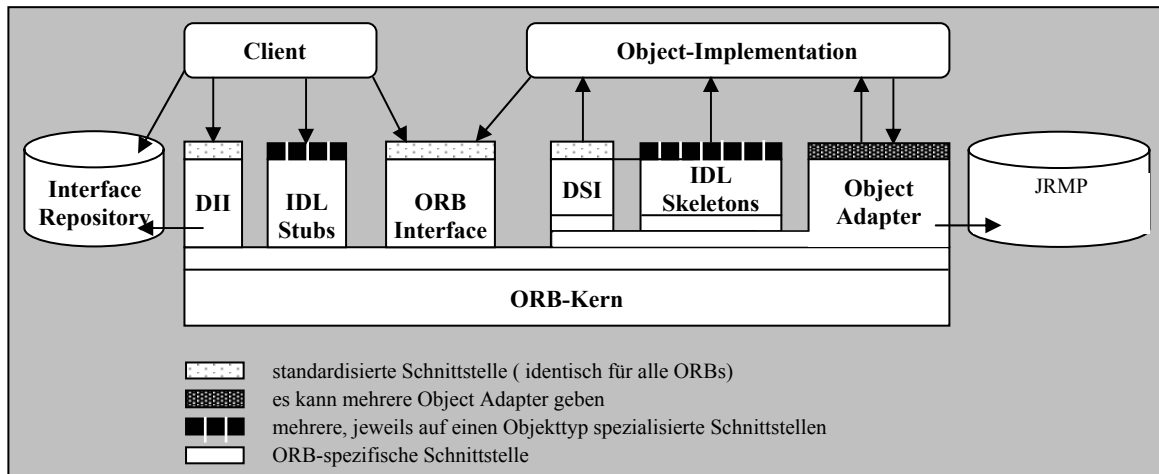 Client
Object-Implementation
Interface
Repository
DII
IDL
Stubs
ORB
Interface
DSI
IDL
Skeletons
Object
Adapter
JRMP
ORB-Kern
standardisierte Schnittstelle ( identisch für alle ORBs)
es kann mehrere Object Adapter geben
mehrere, jeweils auf einen Objekttyp spezialisierte Schnittstellen
ORB-spezifische Schnittstelle